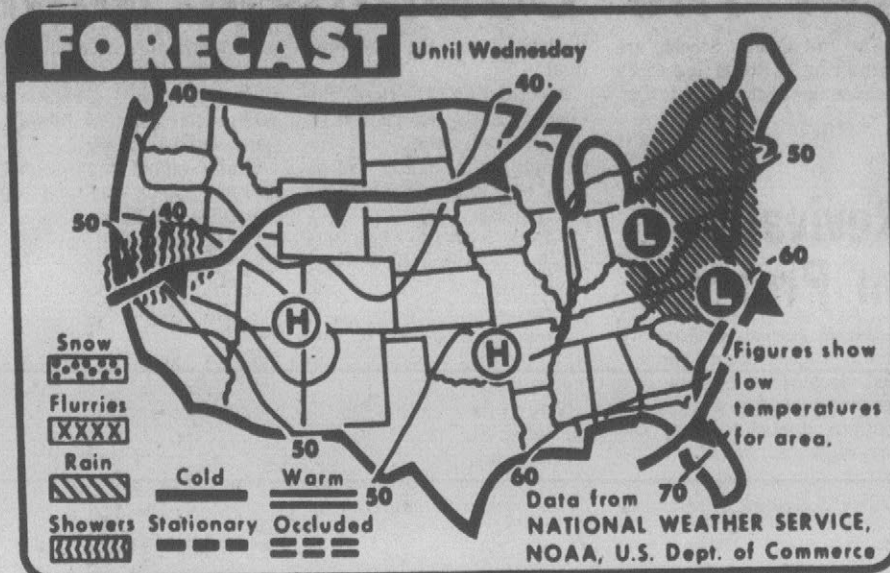 FORECAST
Until Wednesday
40
40
50
50
40
60
L
L
H
H
Figures show
low
temperatures
for area.
Snow
Flurries
XXXX
Rain
Showers
Cold
Warm
Stationary
Occluded
50
50
60
70
Data from
NATIONAL WEATHER SERVICE,
NOAA, U.S. Dept. of Commerce